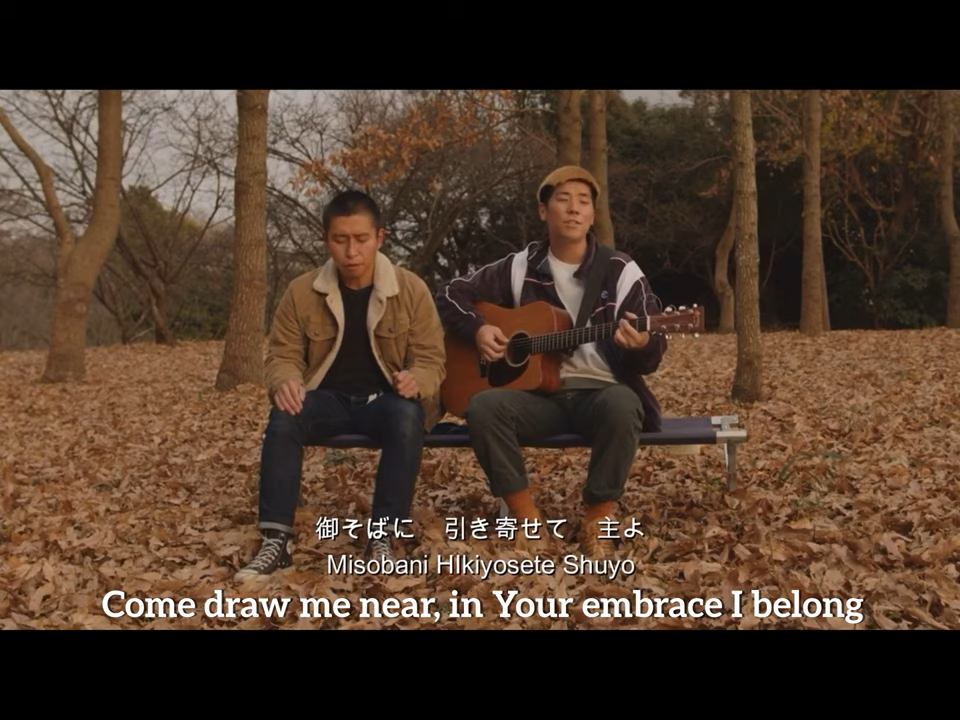 御そばに　引き寄せて　主よ
Misobani HIkiyosete Shuyo
Come draw me near, in Your embrace I belong